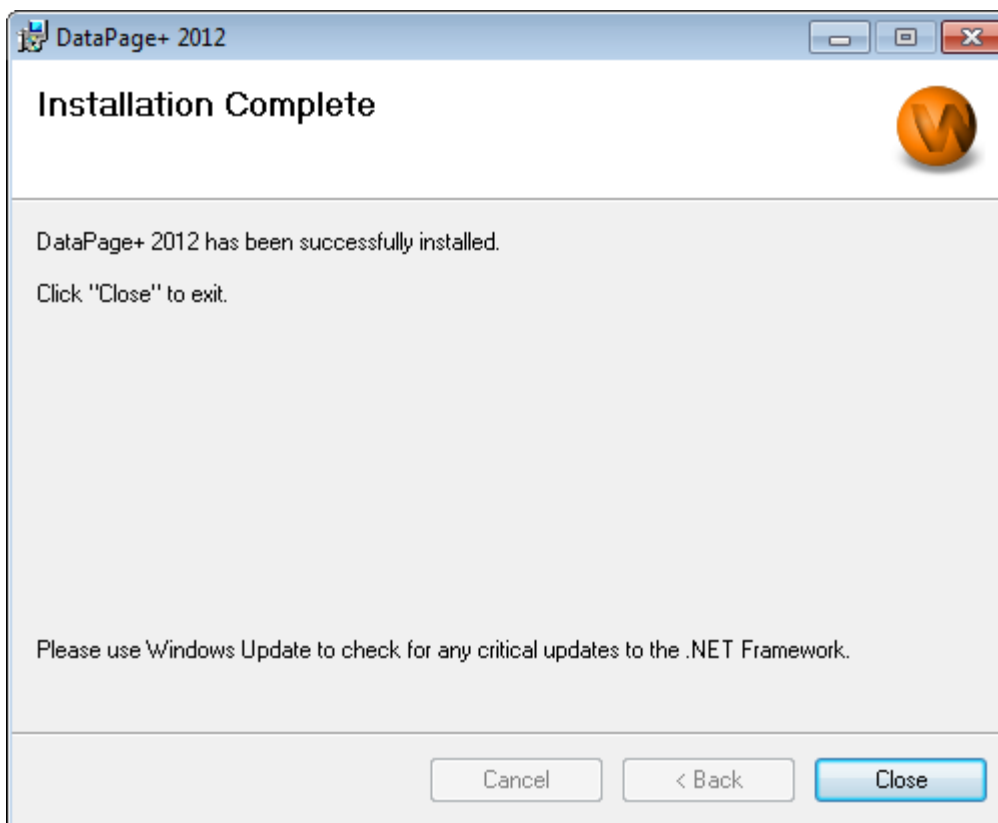 DataPage+ 2012
Installation Complete
W
DataPage+ 2012 has been successfully installed.
Click "Close" to exit.
Please use Windows Update to check for any critical updates to the .NET Framework.
Cancel
< Back
Close